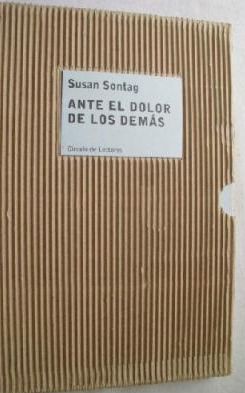 Susan Sontag
ANTE EL DOLOR
DE LOS DEMÁS
Círculo de Lectores